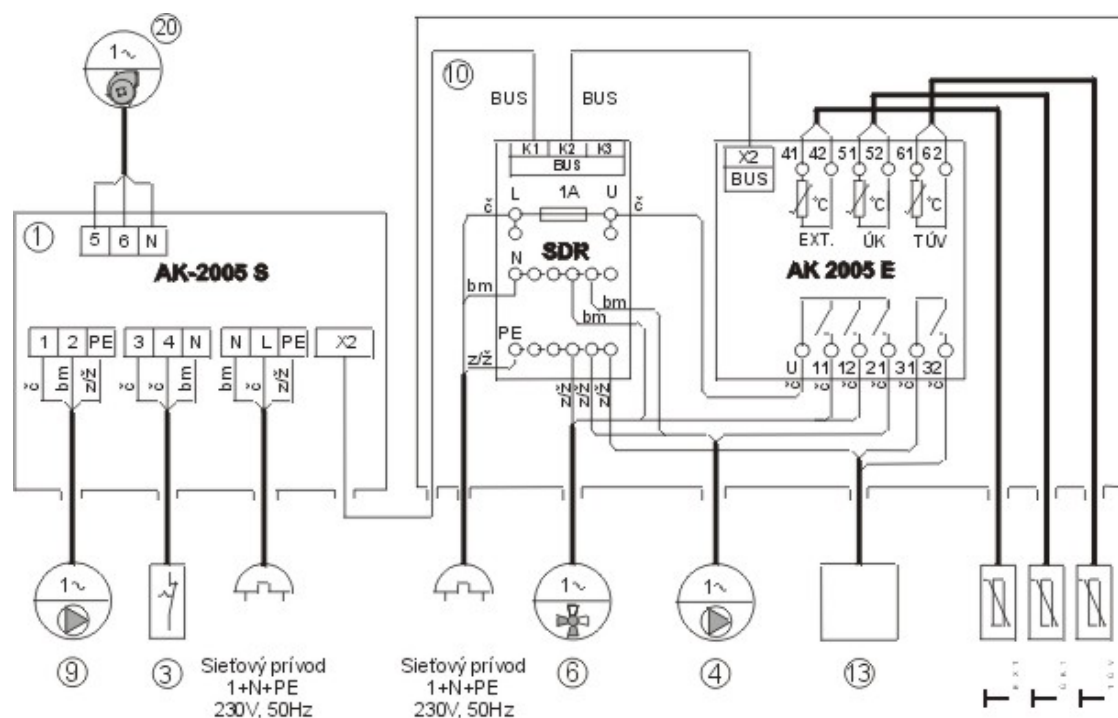 20
1~
10
BUS BUS
K1 K2 K3
BUS
X2
BUS
41 42 51 52 61 62
L 1A U
č č
°C °C °C
EXT. ÚK TÚV
1
5 6 N
AK-2005 S
SDR
AK 2005 E
N
bm
bm
bm
PE
z/ž
1 2 PE 3 4 N N L PE X2
č bm z/ž č č bm bm č z/ž
z/ž z/ž z/ž
U 11 12 21 31 32
č č č č č č
1~ 1~ 1~
9 3 6 4 13
Sieťový prívod
1+N+PE
230V, 50Hz
Sieťový prívod
1+N+PE
230V, 50Hz